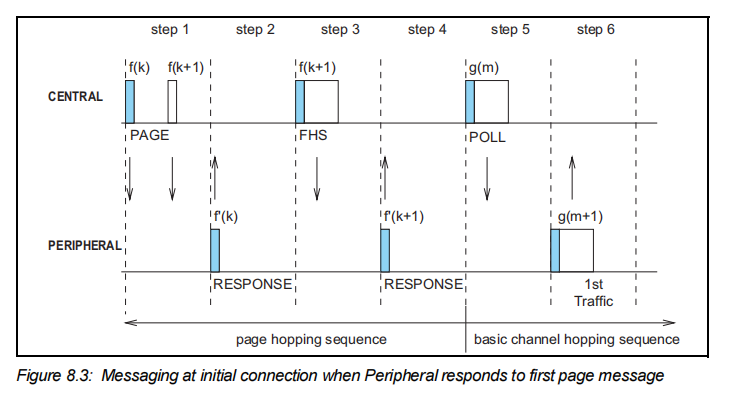 step 1 step 2 step 3 step 4 step 5 step 6
f(k) f(k+1) f(k+1) g(m)
CENTRAL
PAGE FHS POLL
f'(k) f'(k+1) g(m+1)
PERIPHERAL
RESPONSE RESPONSE 1st
Traffic
page hopping sequence basic channel hopping sequence
Figure 8.3: Messaging at initial connection when Peripheral responds to first page message